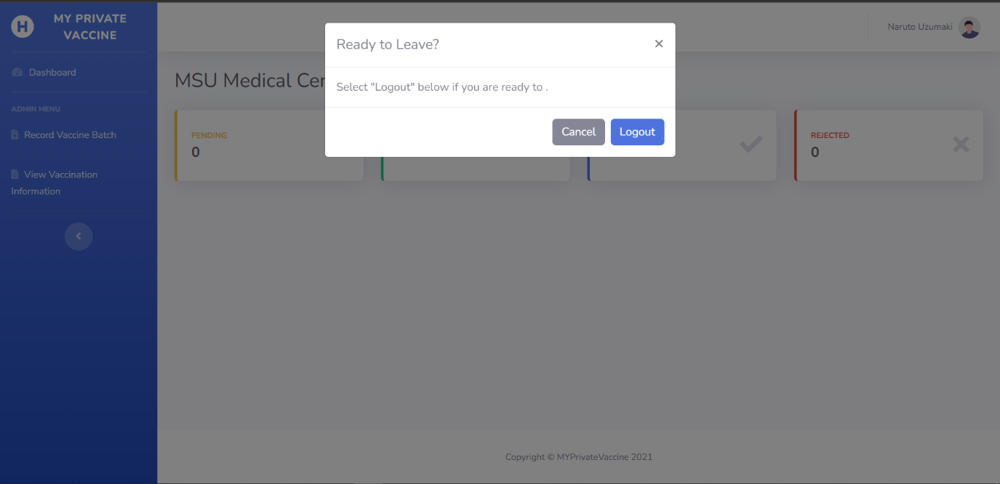 H
MY PRIVATE
VACCINE
Dashboard
ADMIN MENU
Record Vaccine Batch
View Vaccination
Information
Naruto Uzumaki
MSU Medical
Ready to Leave?
×
Select "Logout" below if you are ready to .
Cancel
Logout
PENDING
0
REJECTED
0
Copyright © MYPrivateVaccine 2021